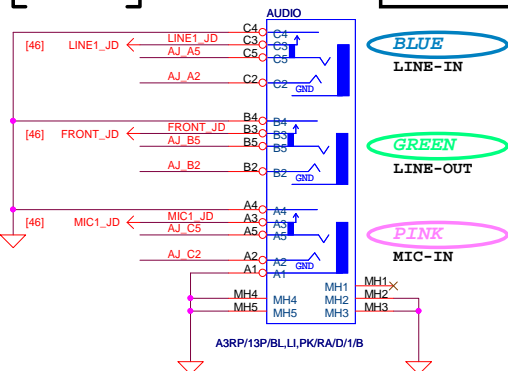 AUDIO
C4 C4
LINE1_JD C3 C3
[46] LINE1_JD
AJ_A5 C5 C5
AJ_A2 C2 C2
GND
BLUE
LINE-IN
B4 B4
FRONT_JD B3 B3
[46] FRONT_JD
AJ_B5 B5 B5
AJ_B2 B2 B2
GND
GREEN
LINE-OUT
A4 A4
MIC1_JD A3 A3
[46] MIC1_JD
AJ_C5 A5 A5
AJ_C2 A2 A2
GND
A1 A1
PINK
MIC-IN
MH1 MH1
MH4 MH4 MH2 MH2
MH5 MH5 MH3 MH3
A3RP/13P/BL,LI,PK/RA/D/1/B